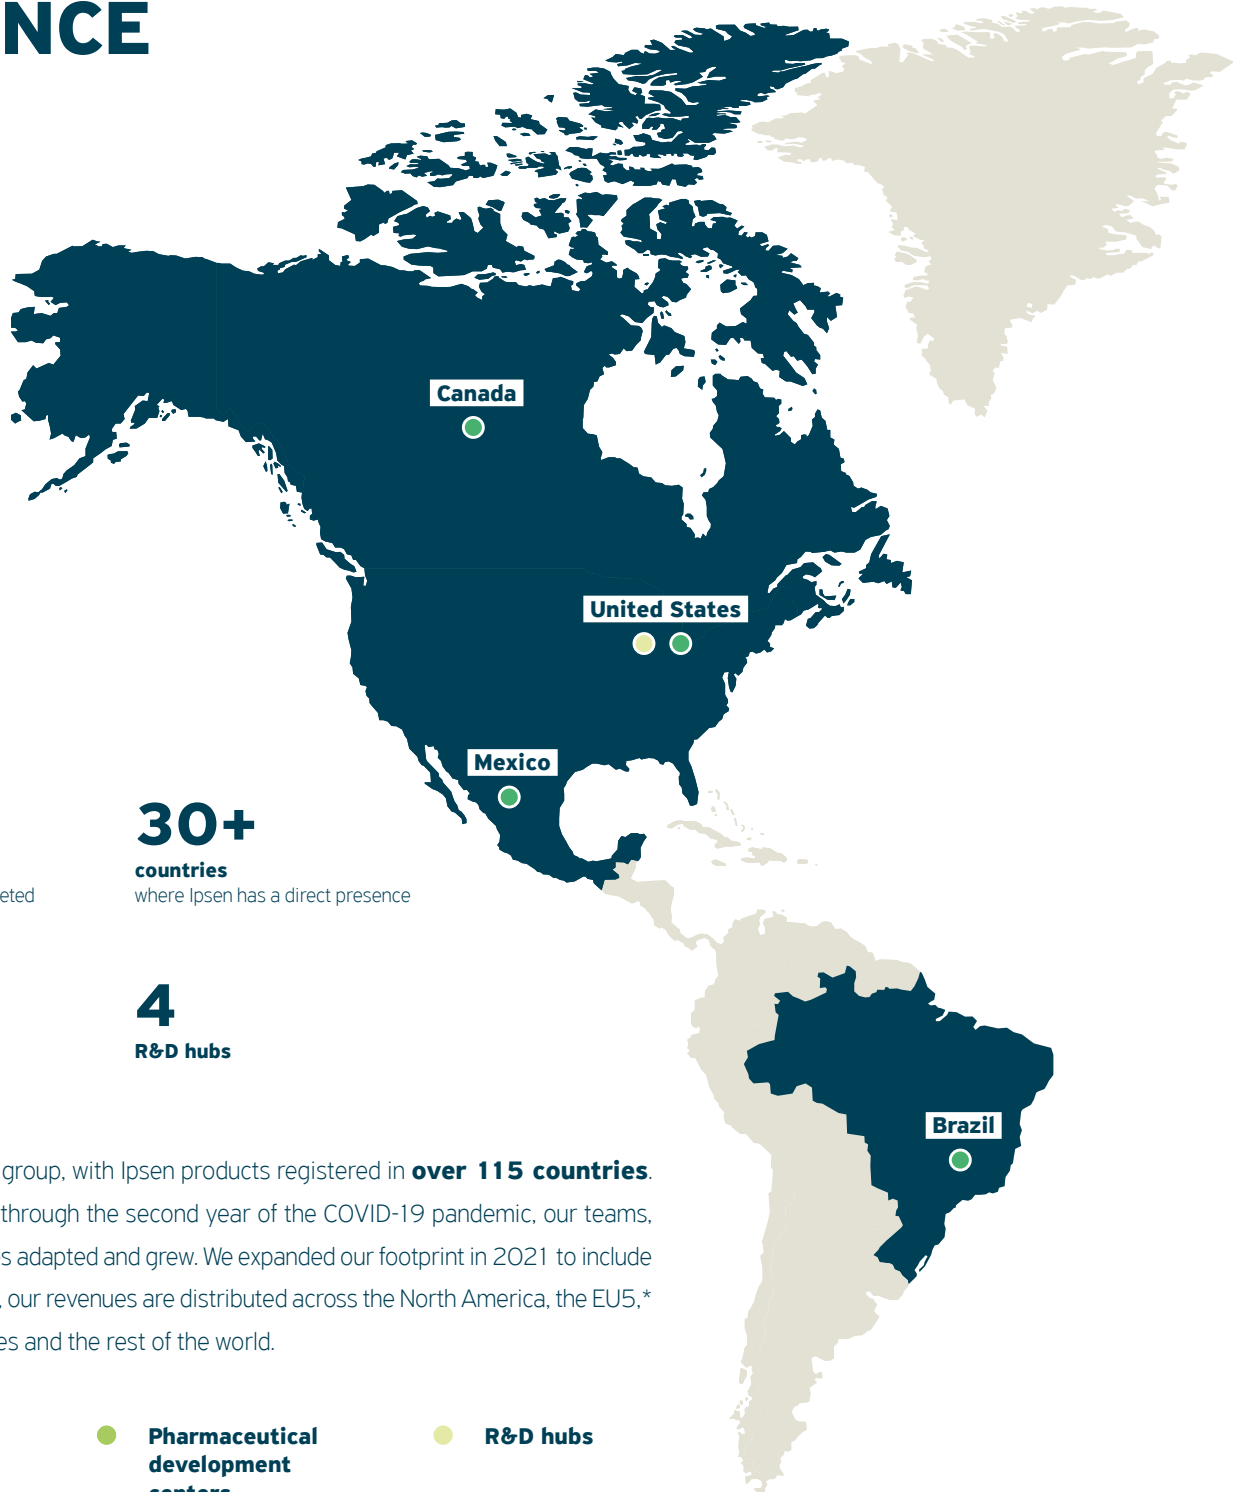 NCE
Canada
United States
Mexico
30+
countries
eted
where Ipsen has a direct presence
4
R&D hubs
Brazil
group, with Ipsen products registered in over 115 countries.
through the second year of the COVID-19 pandemic, our teams,
s adapted and grew. We expanded our footprint in 2021 to include
, our revenues are distributed across the North America, the EU5,*
es and the rest of the world.
Pharmaceutical
development
centers
R&D hubs